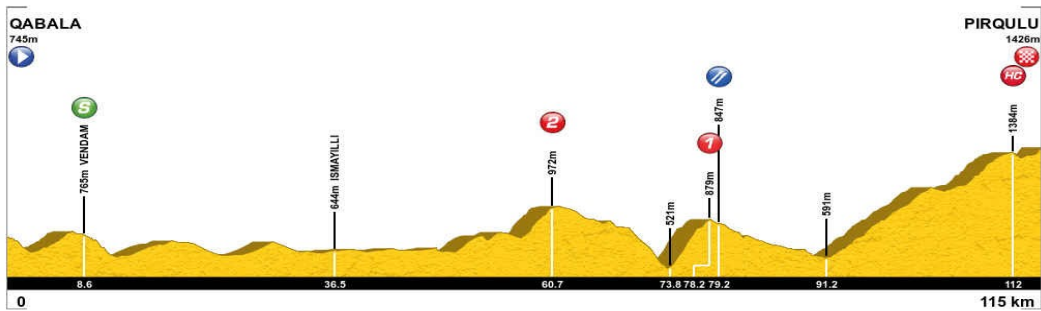 QABALA
745m
PIRQULU
1426m
S
765m VENDAM
644m ISMAYILLI
2
972m
521m
1
879m
847m
591m
HC
1384m
8.6
36.5
60.7
73.8
78.2
79.2
91.2
112
0
115 km